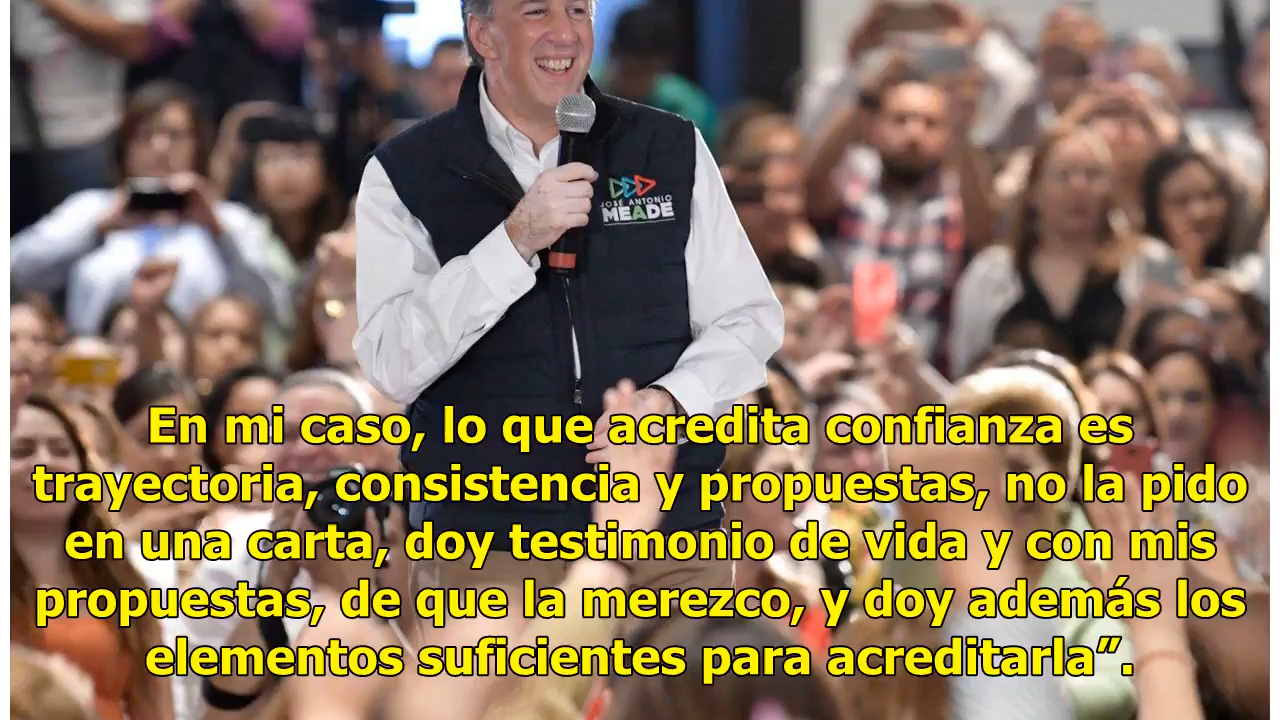 JOSÉ ANTONIO
MEADE
En mi caso, lo que acredita confianza es
trayectoria, consistencia y propuestas, no la pido
en una carta, doy testimonio de vida y con mis
propuestas, de que la merezco, y doy además los
elementos suficientes para acreditarla”.